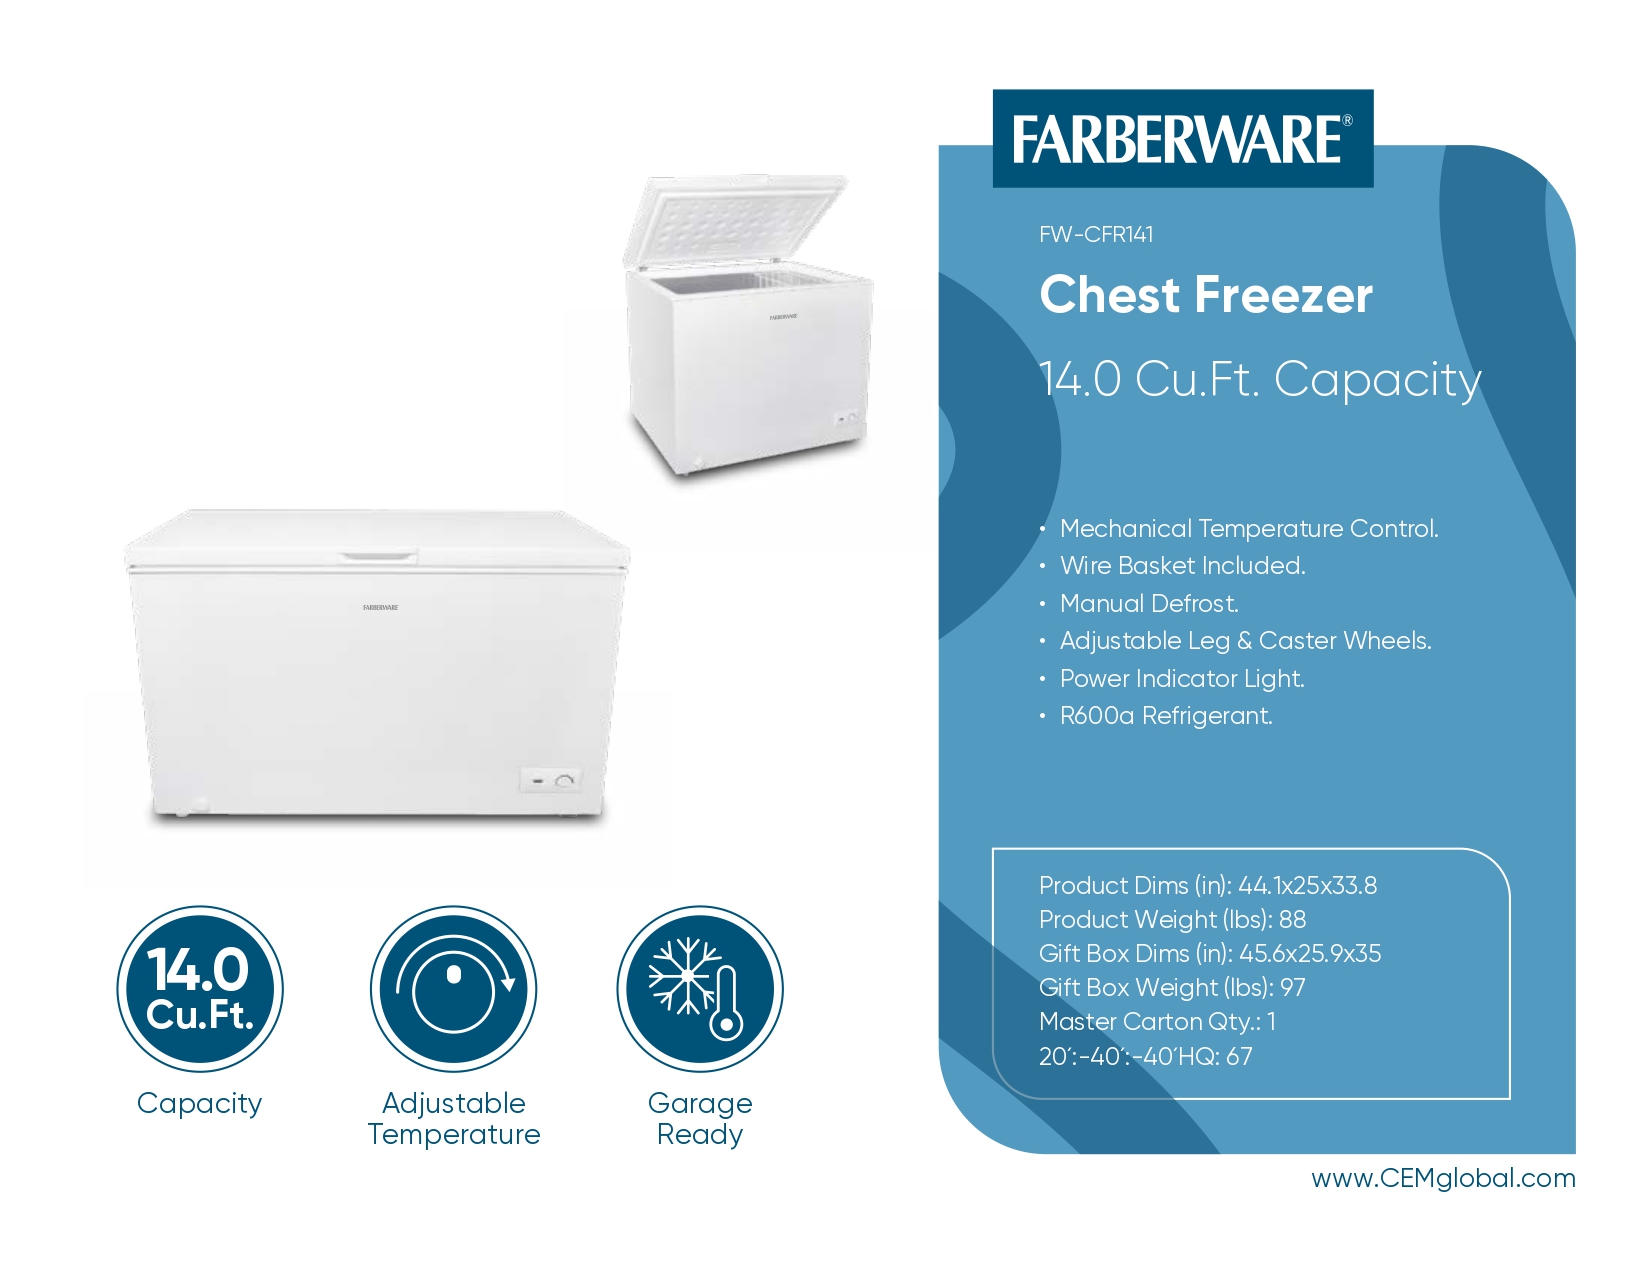 FARBERWARE®
FW-CFR141
Chest Freezer
14.0 Cu.Ft. Capacity
• Mechanical Temperature Control.
• Wire Basket Included.
• Manual Defrost.
• Adjustable Leg & Caster Wheels.
• Power Indicator Light.
• R600a Refrigerant.
Product Dims (in): 44.1x25x33.8
Product Weight (lbs): 88
Gift Box Dims (in): 45.6x25.9x35
Gift Box Weight (lbs): 97
Master Carton Qty.: 1
20´:-40´:-40´HQ: 67
FARBERWARE
FARBERWARE
14.0
Cu.Ft.
Capacity
Adjustable
Temperature
Garage
Ready
www.CEMglobal.com